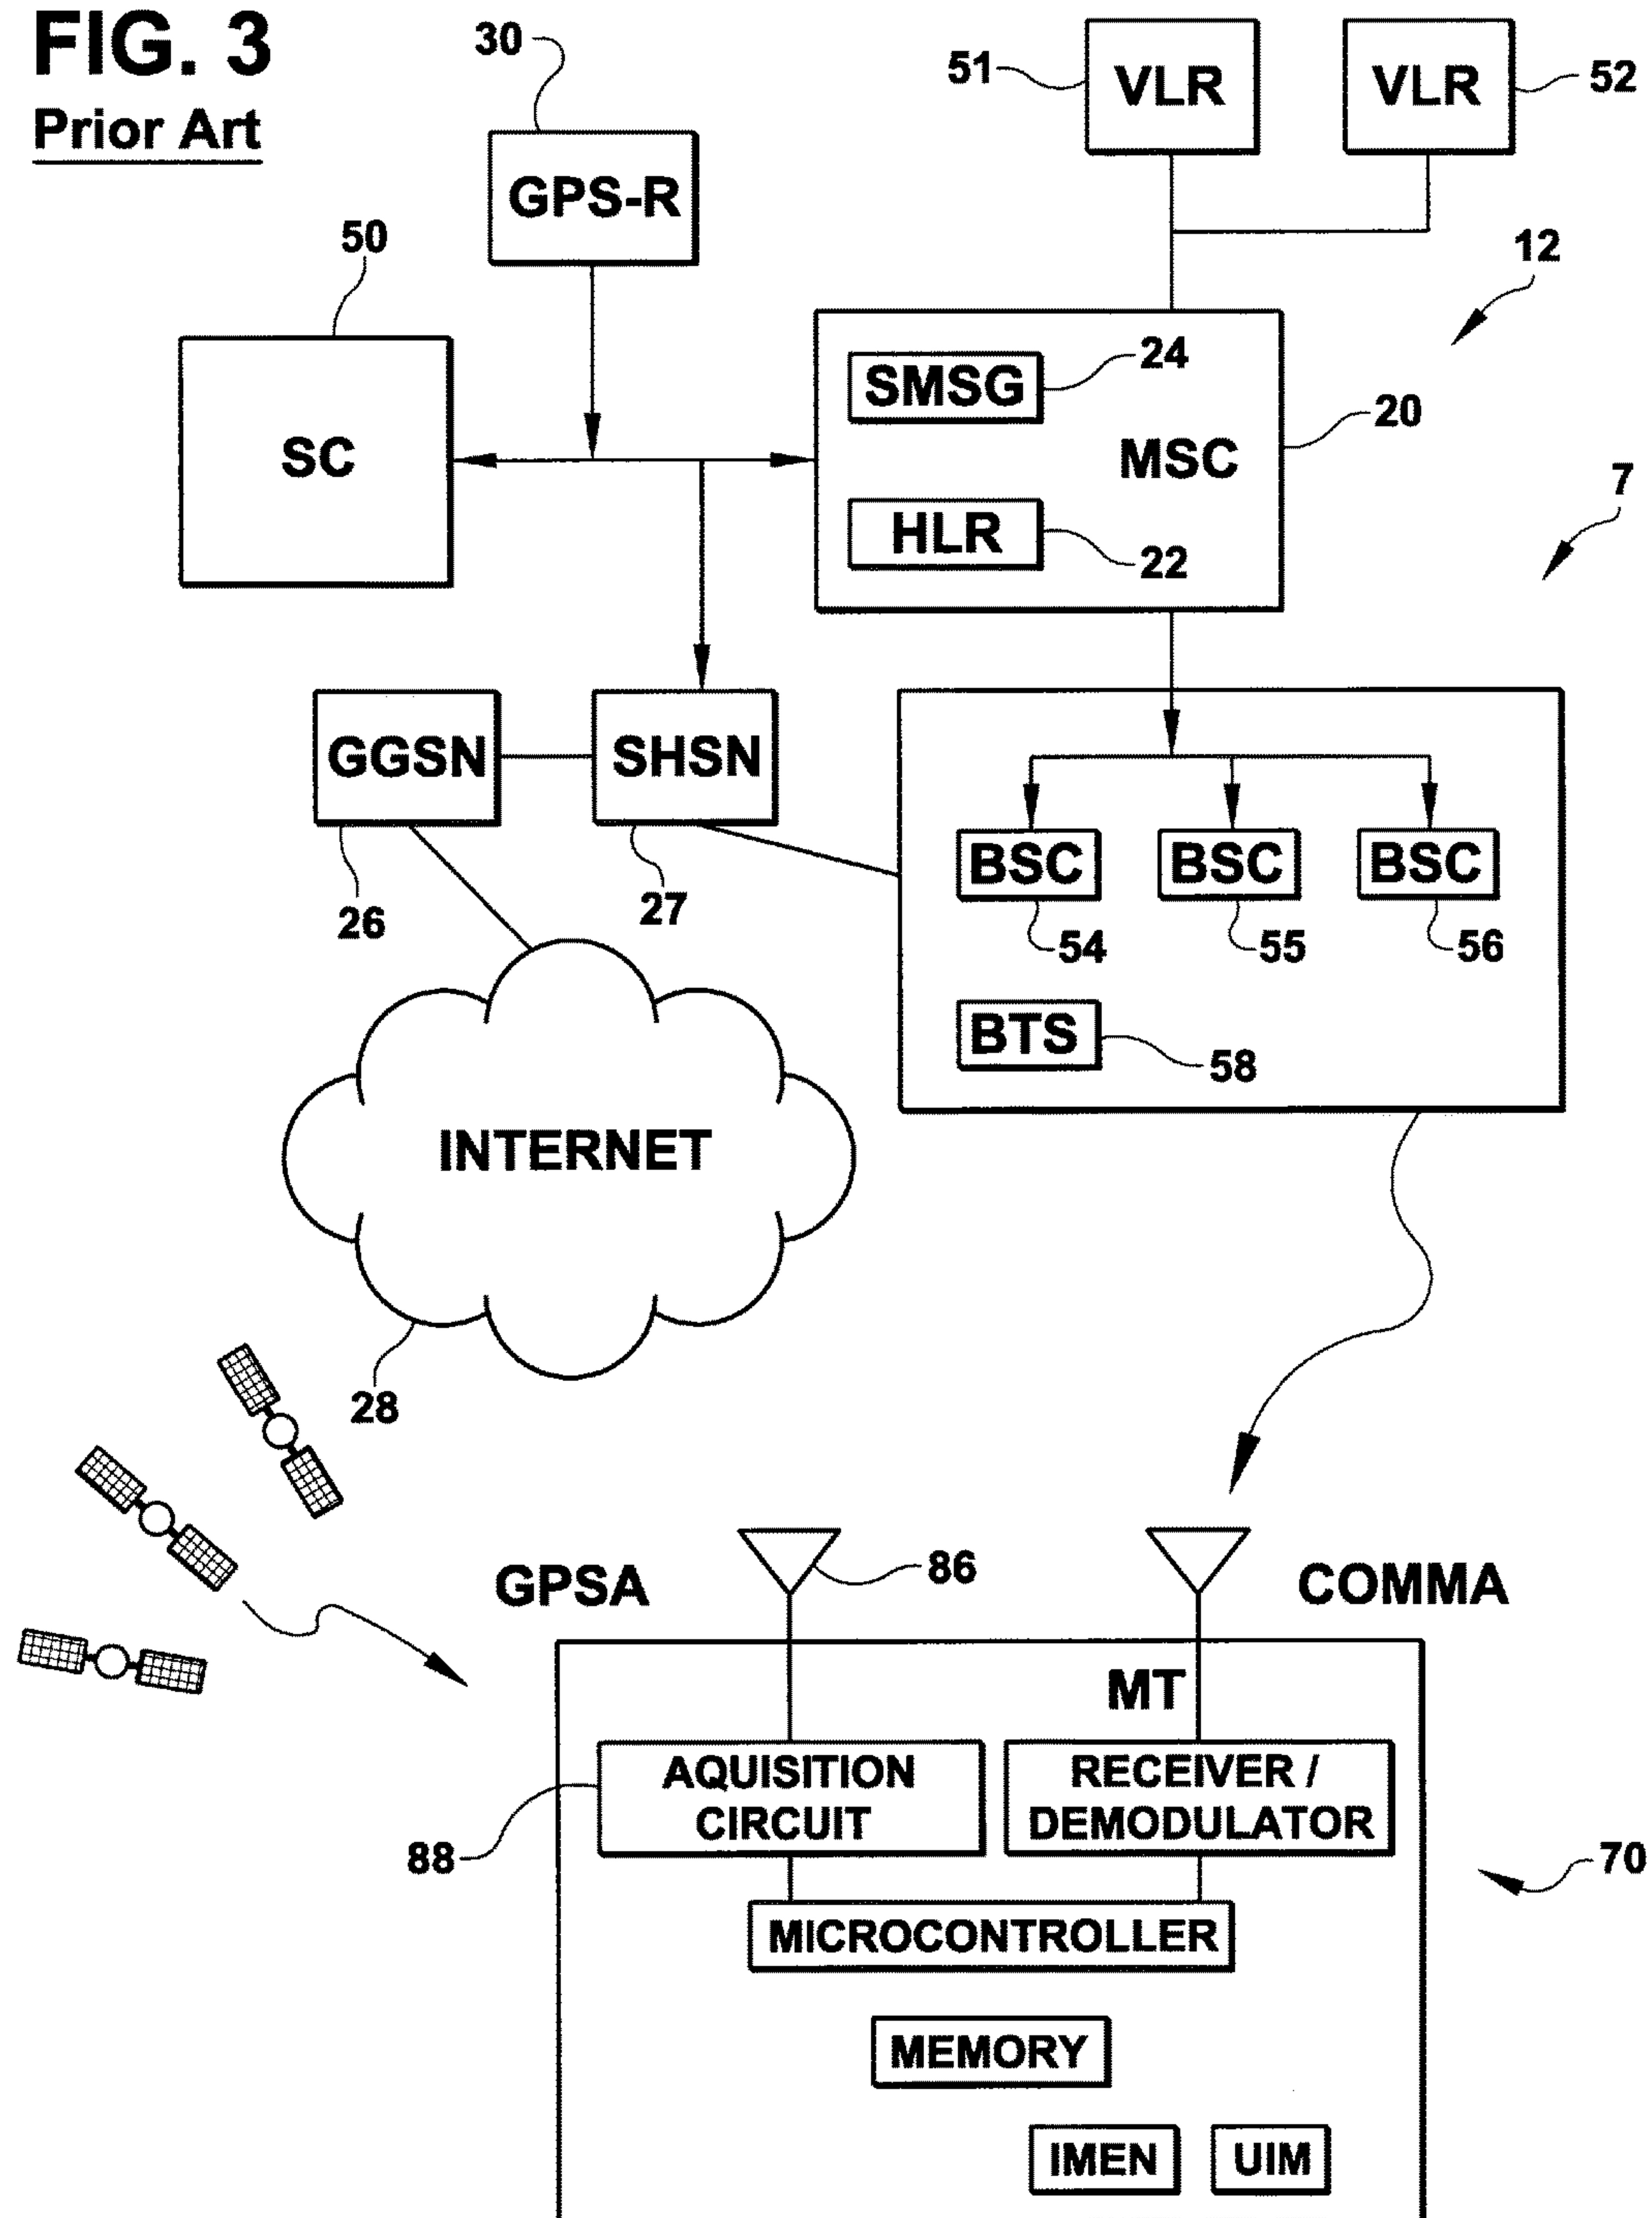 FIG. 3
Prior Art
30
GPS-R
50
SC
51
VLR
VLR
52
12
SMSG
24
MSC
20
HLR
22
7
GGSN
SHSN
26
27
BSC
BSC
BSC
54
55
56
BTS
58
INTERNET
28
GPSA
86
COMMA
MT
AQUISITION
CIRCUIT
RECEIVER /
DEMODULATOR
88
70
MICROCONTROLLER
MEMORY
IMEN
UIM